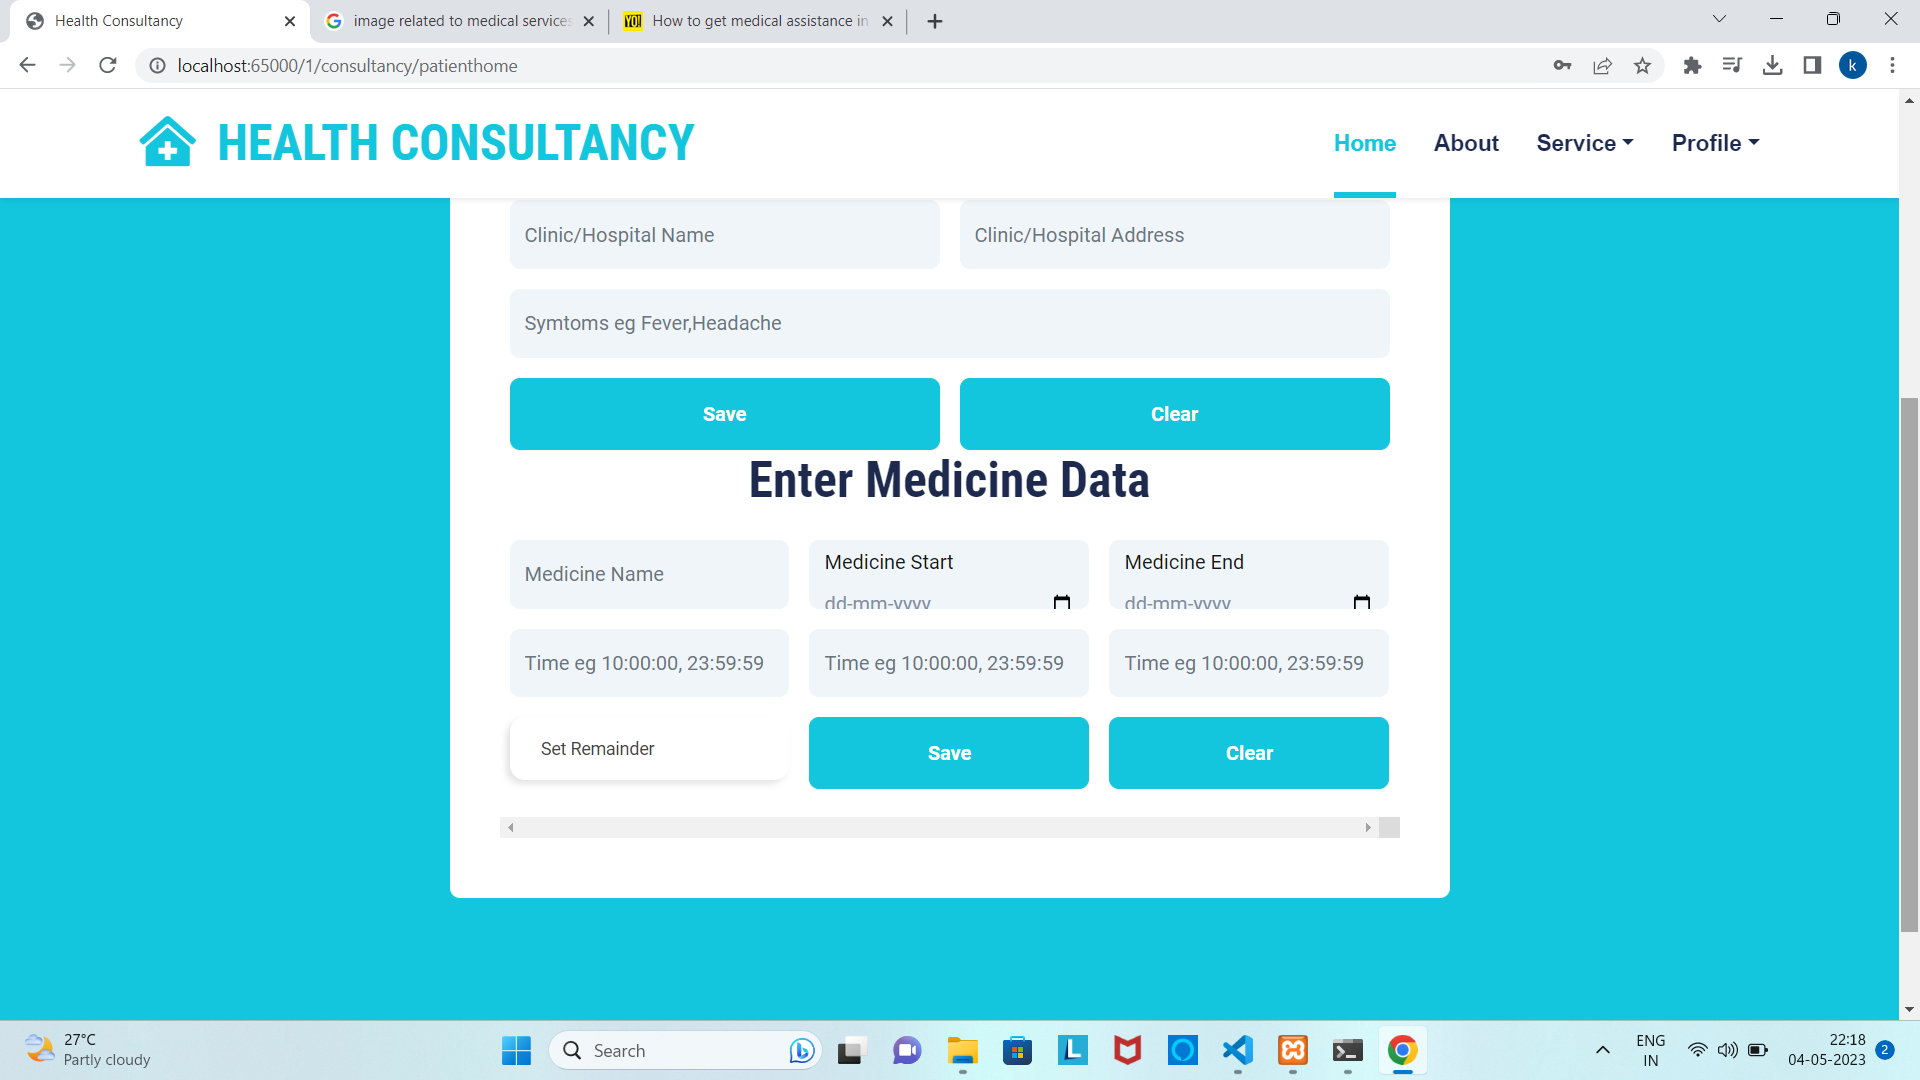 Health Consultancy
image related to medical services
How to get medical assistance in
localhost:65000/1/consultancy/patienthome
k
HEALTH CONSULTANCY
Home
About
Service
Profile
Clinic/Hospital Name
Clinic/Hospital Address
Symtoms eg Fever,Headache
Save
Clear
Enter Medicine Data
Medicine Name
Medicine Start
Medicine End
dd-mm-yyyy
dd-mm-yyyy
Time eg 10:00:00, 23:59:59
Time eg 10:00:00, 23:59:59
Time eg 10:00:00, 23:59:59
Set Remainder
Save
Clear
27°C
Partly cloudy
Search
L
ENG
IN
22:18
04-05-2023
2